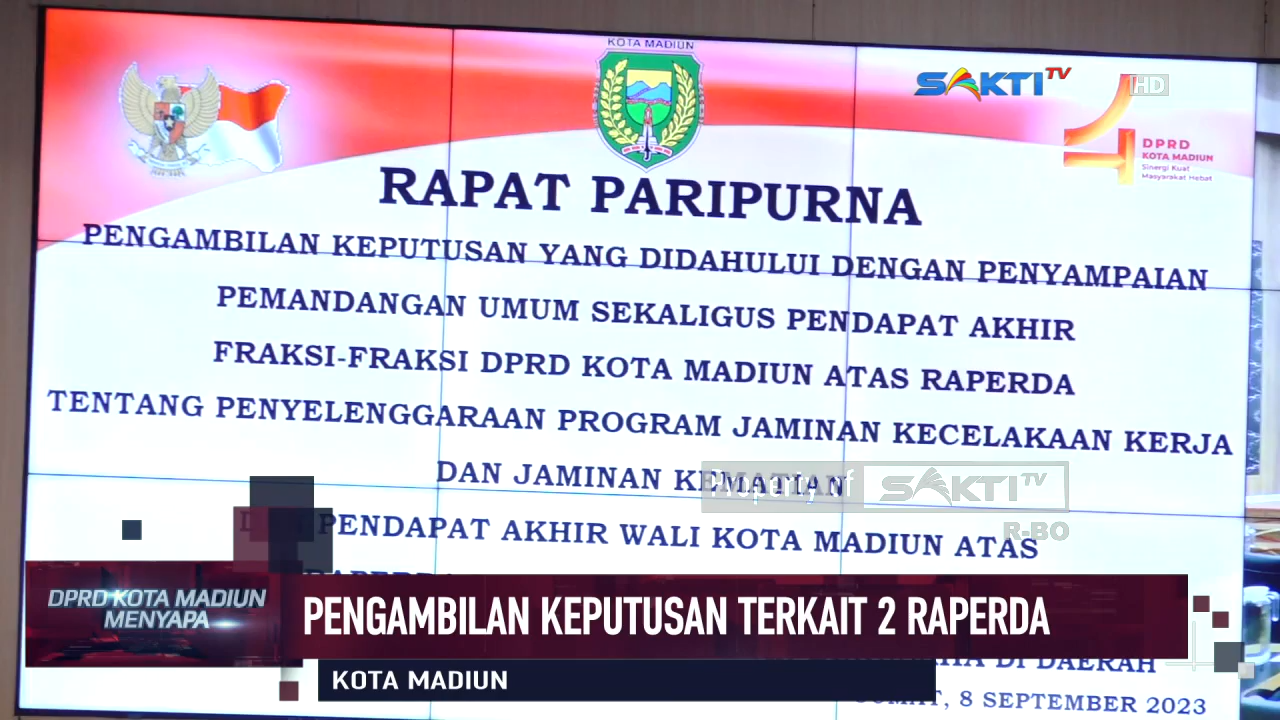 KOTA MADIUN
SAKTI TV
HD
DPRD
KOTA MADIUN
Sinergi Kuat
Masyarakat Hebat
RAPAT PARIPURNA
PENGAMBILAN KEPUTUSAN YANG DIDAHULUI DENGAN PENYAMPAIAN
PEMANDANGAN UMUM SEKALIGUS PENDAPAT AKHIR
FRAKSI-FRAKSI DPRD KOTA MADIUN ATAS RAPERDA
TENTANG PENYELENGGARAAN PROGRAM JAMINAN KECELAKAAN KERJA
DAN JAMINAN KEMATIAN
Property of SAKTI TV
R-BO
PENDAPAT AKHIR WALI KOTA MADIUN ATAS
DPRD KOTA MADIUN
MENYAPA
PENGAMBILAN KEPUTUSAN TERKAIT 2 RAPERDA
DI DAERAH
KOTA MADIUN
8 SEPTEMBER 2023